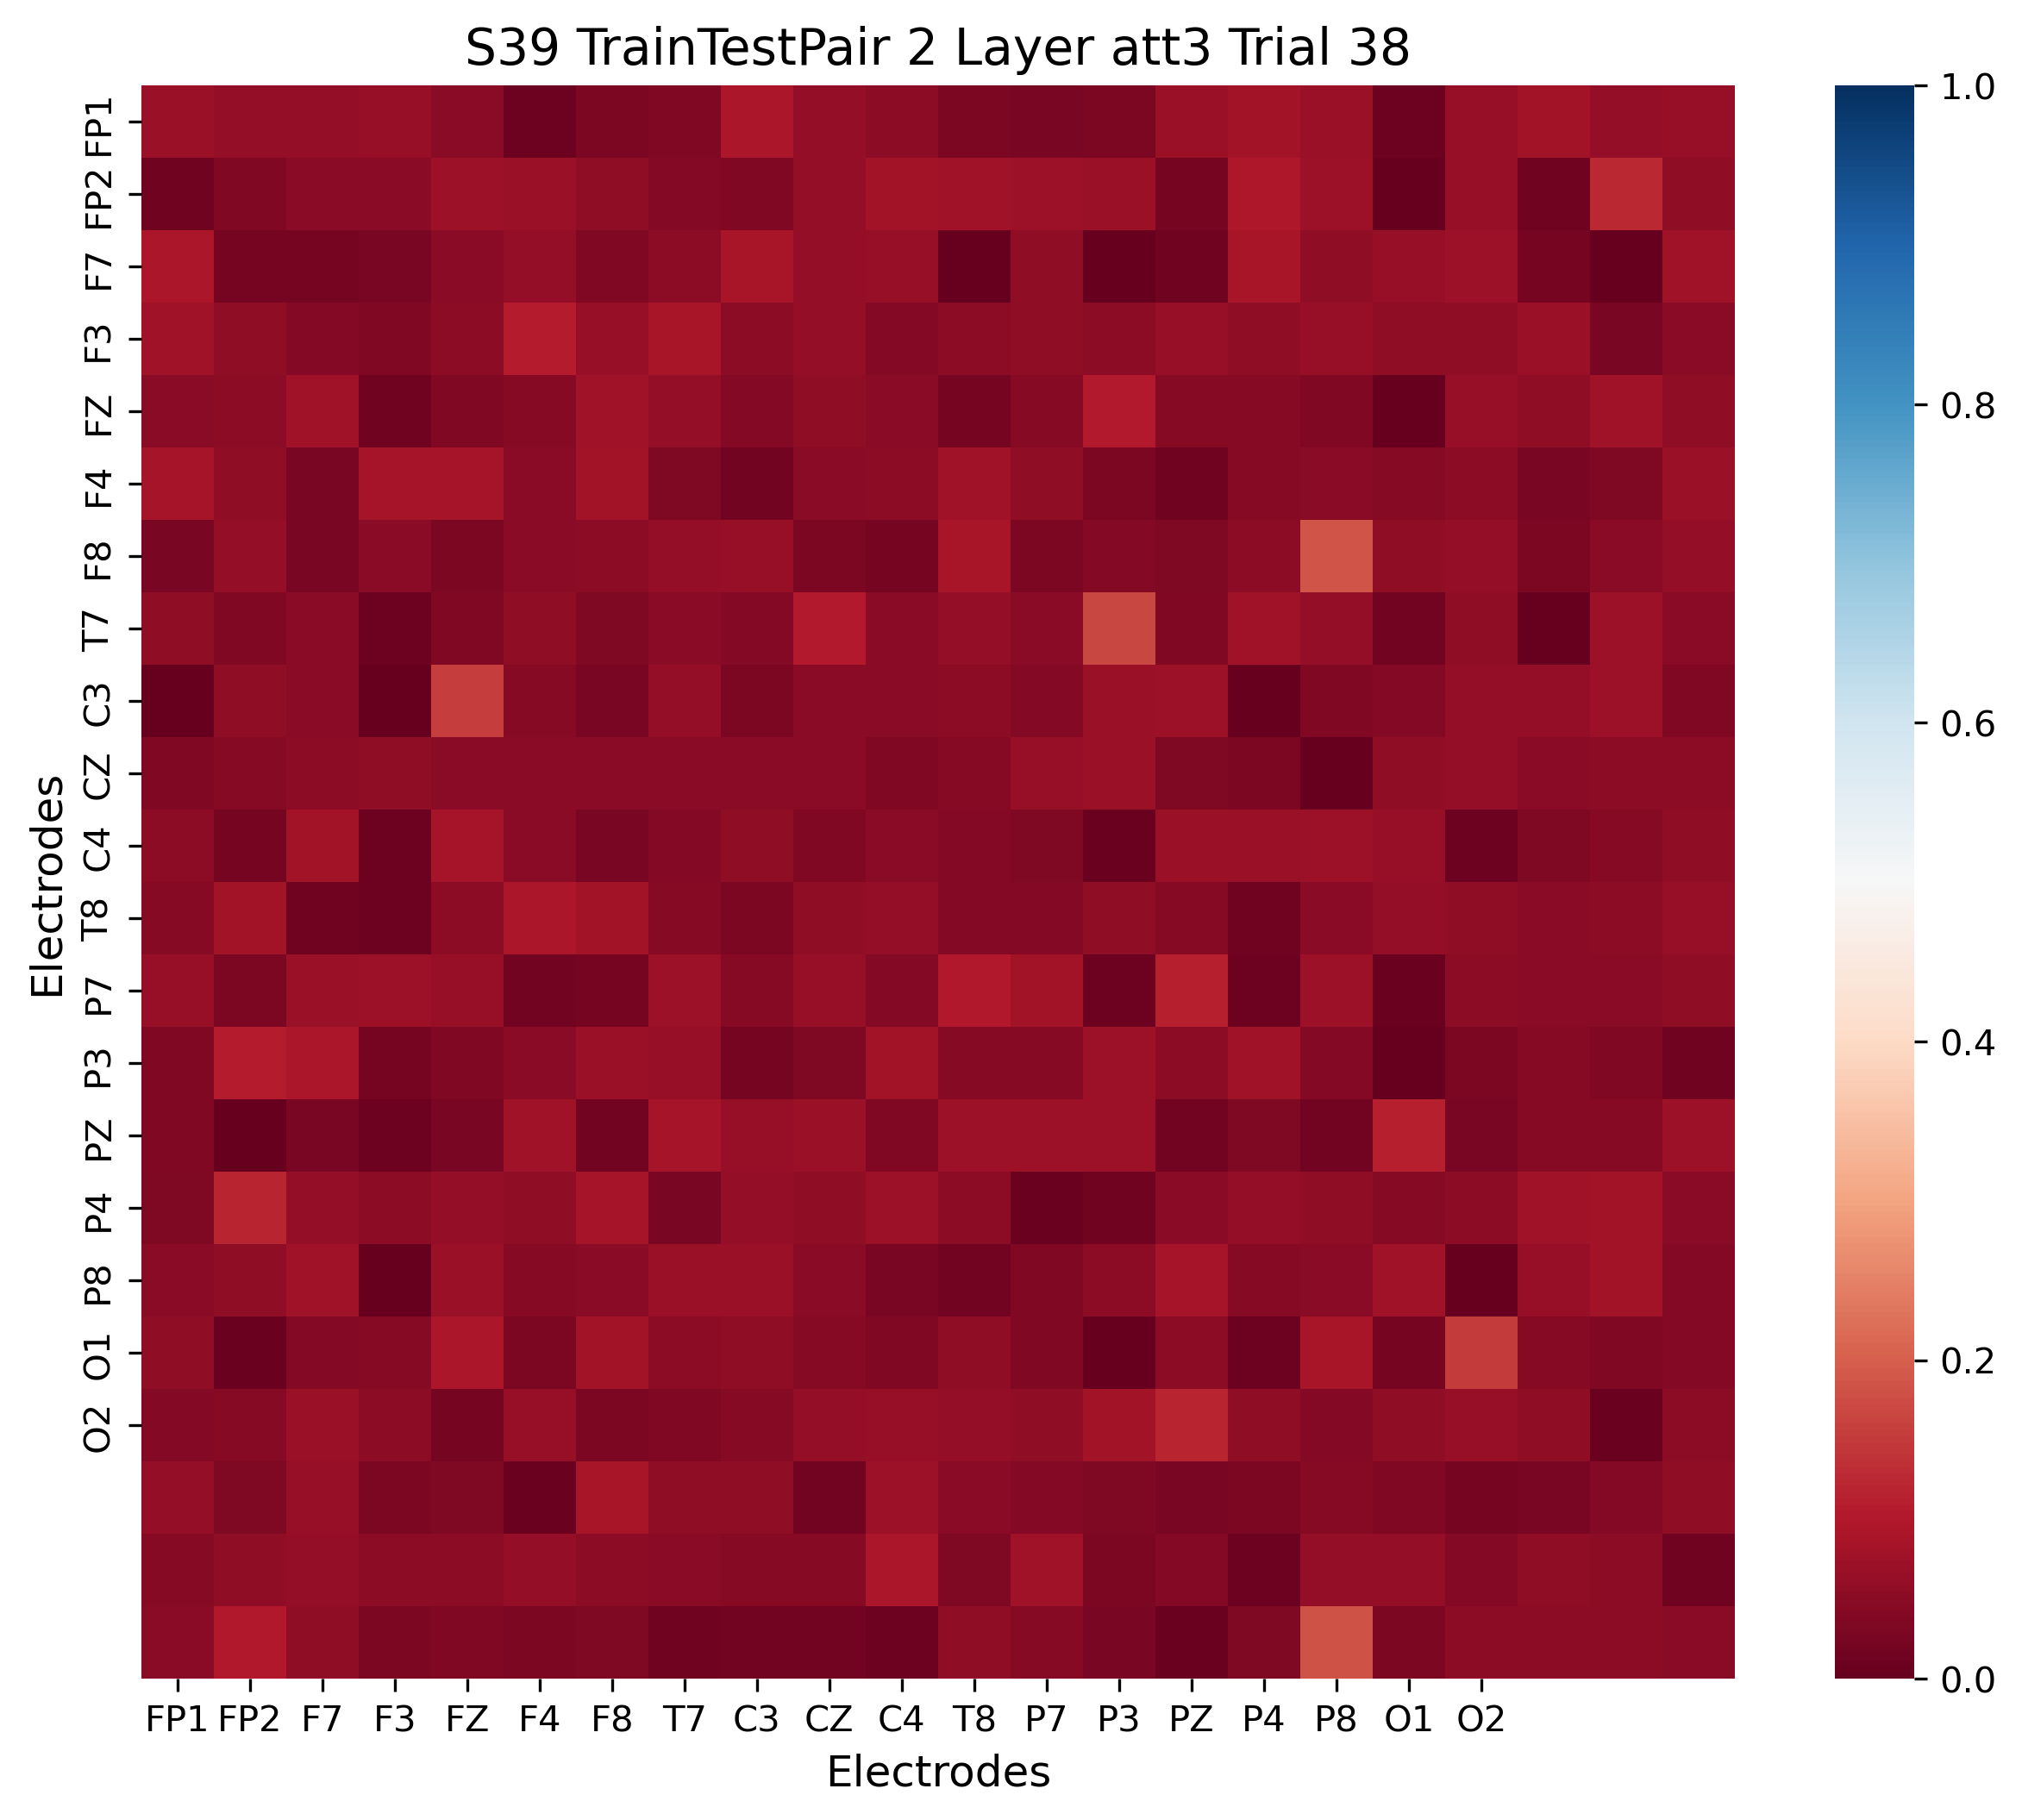 S39 TrainTestPair 2 Layer att3 Trial 38
Electrodes
FP1
FP2
F7
F3
FZ
F4
F8
T7
C3
CZ
C4
T8
P7
P3
PZ
P4
P8
O1
O2
FP1 FP2 F7 F3 FZ F4 F8 T7 C3 CZ C4 T8 P7 P3 PZ P4 P8 O1 O2
Electrodes
1.0
0.8
0.6
0.4
0.2
0.0